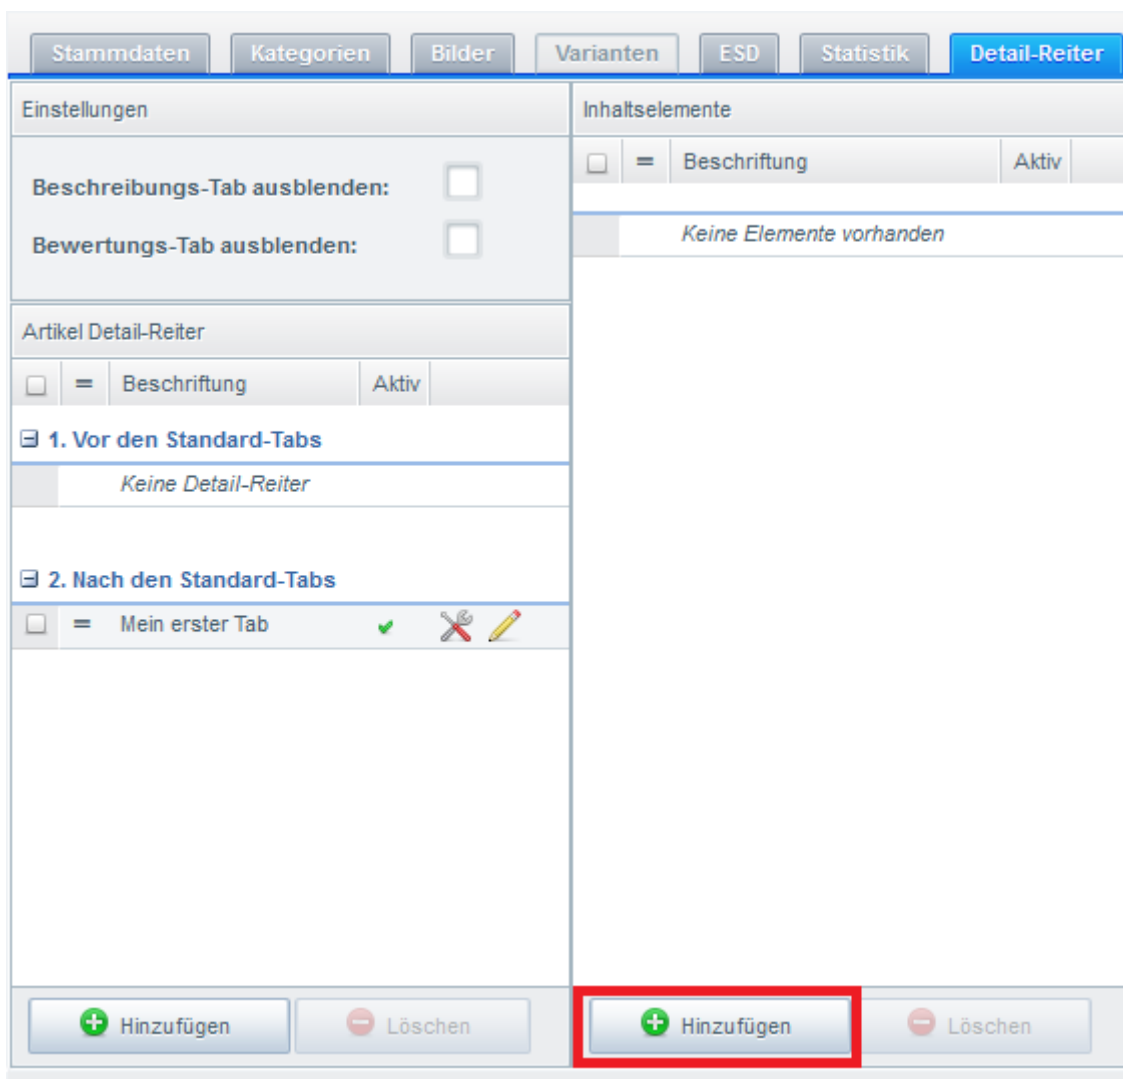 Stammdaten Kategorien Bilder Varianten ESD Statistik Detail-Reiter
Einstellungen
Beschreibungs-Tab ausblenden:
Bewertungs-Tab ausblenden:
Artikel Detail-Reiter
= Beschriftung Aktiv
1. Vor den Standard-Tabs
Keine Detail-Reiter
2. Nach den Standard-Tabs
= Mein erster Tab
Hinzufügen Löschen
Inhaltselemente
= Beschriftung Aktiv
Keine Elemente vorhanden
Hinzufügen Löschen